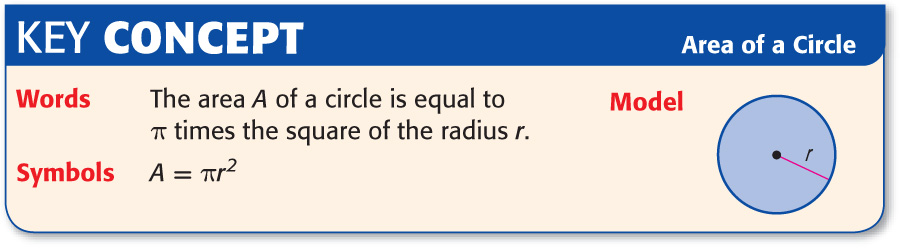 KEY CONCEPT
Area of a Circle
Words
The area A of a circle is equal to
π times the square of the radius r.
Symbols
A = πr²
Model
r